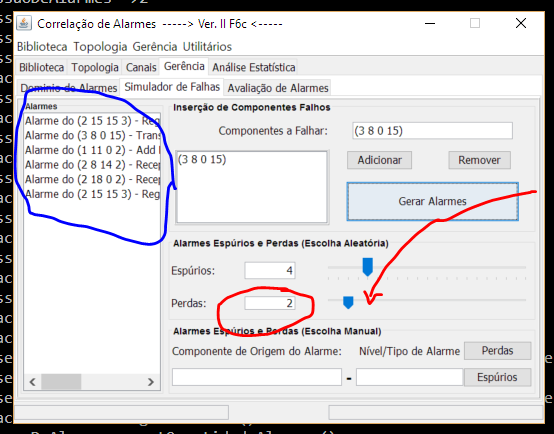 Correlação de Alarmes -----> Ver. II F6c <-----
Biblioteca Topologia Gerência Utilitários
Biblioteca Topologia Canais Gerência Análise Estatística
Domínio de Alarmes Simulador de Falhas Avaliação de Alarmes
Alarmes
Alarme do (2 15 15 3) - Reg
Alarme do (3 8 0 15) - Trans
Alarme do (1 11 0 2) - Add
Alarme do (2 8 14 2) - Recep
Alarme do (2 18 0 2) - Recep
Alarme do (2 15 15 3) - Reg
Inserção de Componentes Falhos
Componentes a Falhar: (3 8 0 15)
(3 8 0 15)
Adicionar Remover
Gerar Alarmes
Alarmes Espúrios e Perdas (Escolha Aleatória)
Espúrios: 4
Perdas: 2
Alarmes Espúrios e Perdas (Escolha Manual)
Componente de Origem do Alarme: Nível/Tipo de Alarme Perdas
- Espúrios